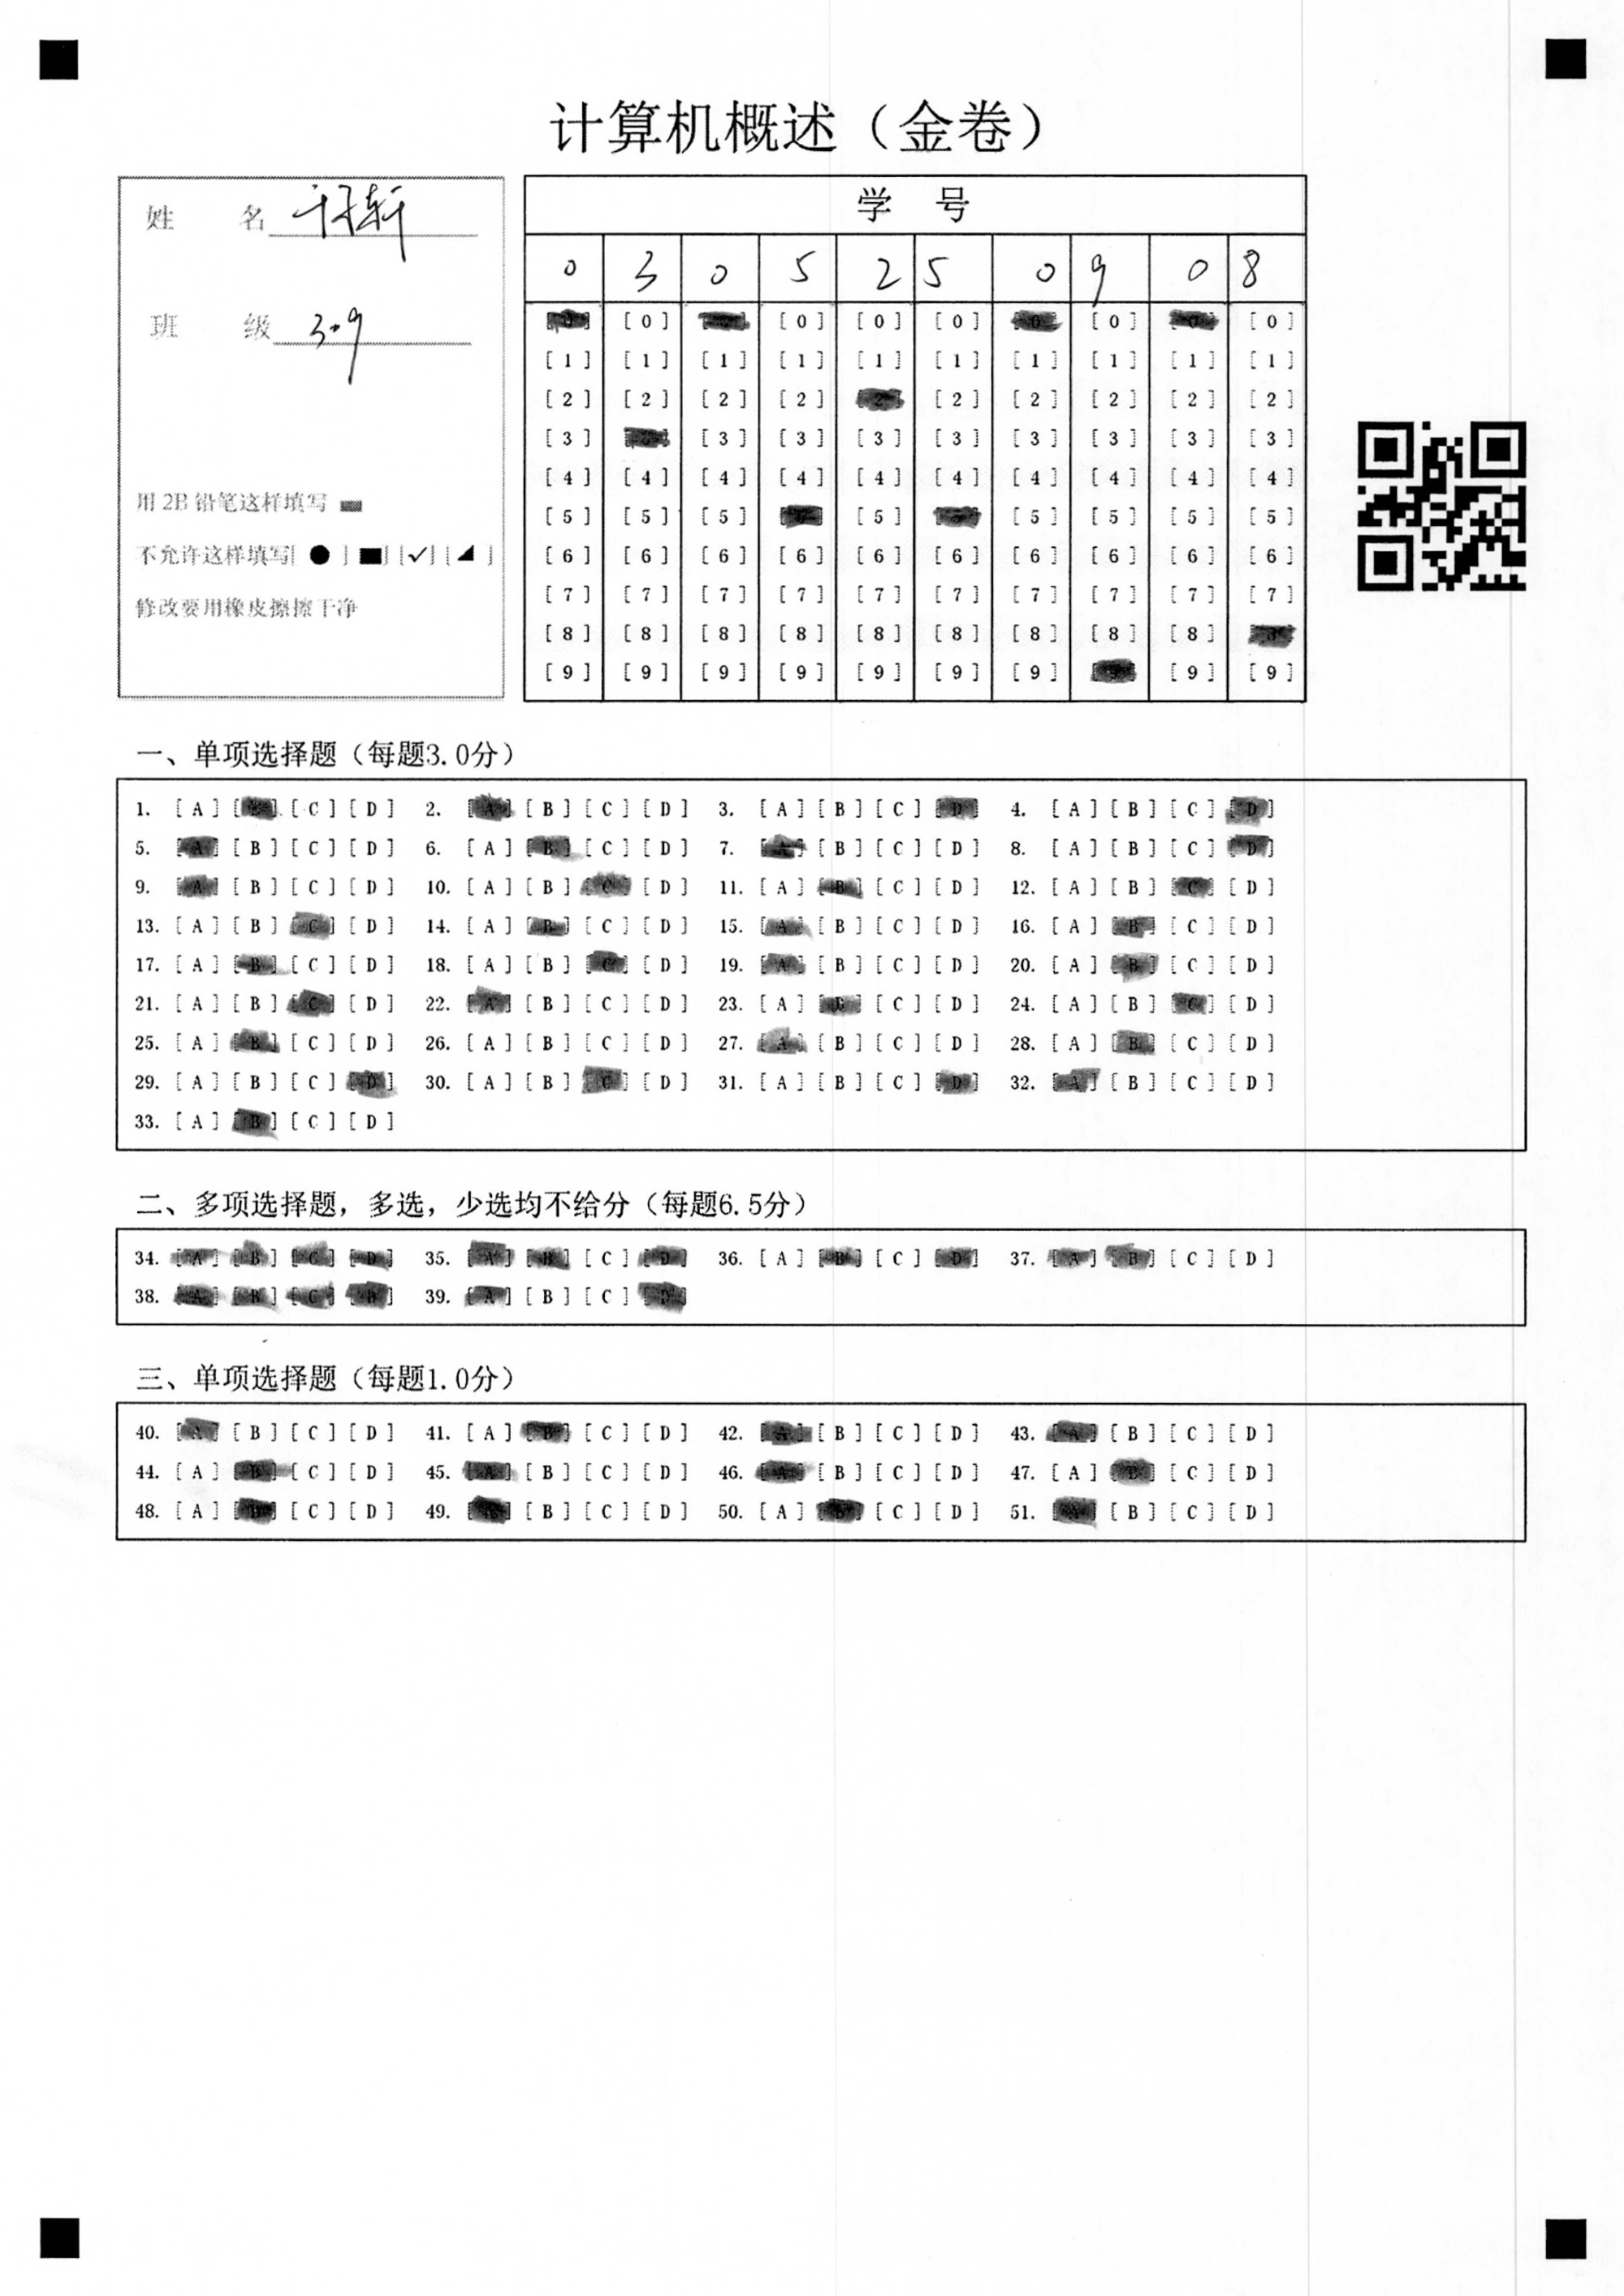 计算机概述（金卷）
姓 名 许子轩
班 级 3.9
用2B铅笔这样填写
不允许这样填写[ ● ] [■] [✓] [◢ ]
修改要用橡皮擦擦干净
学 号
0 3 0 5 2 5 0 9 0 8
[0] [0] [0] [0] [0] [0] [0] [0] [0] [0]
[1] [1] [1] [1] [1] [1] [1] [1] [1] [1]
[2] [2] [2] [2] [2] [2] [2] [2] [2] [2]
[3] [3] [3] [3] [3] [3] [3] [3] [3] [3]
[4] [4] [4] [4] [4] [4] [4] [4] [4] [4]
[5] [5] [5] [5] [5] [5] [5] [5] [5] [5]
[6] [6] [6] [6] [6] [6] [6] [6] [6] [6]
[7] [7] [7] [7] [7] [7] [7] [7] [7] [7]
[8] [8] [8] [8] [8] [8] [8] [8] [8] [8]
[9] [9] [9] [9] [9] [9] [9] [9] [9] [9]
一、单项选择题（每题3.0分）
1. [A] [B] [C] [D] 2. [A] [B] [C] [D] 3. [A] [B] [C] [D] 4. [A] [B] [C] [D]
5. [A] [B] [C] [D] 6. [A] [B] [C] [D] 7. [A] [B] [C] [D] 8. [A] [B] [C] [D]
9. [A] [B] [C] [D] 10. [A] [B] [C] [D] 11. [A] [B] [C] [D] 12. [A] [B] [C] [D]
13. [A] [B] [C] [D] 14. [A] [B] [C] [D] 15. [A] [B] [C] [D] 16. [A] [B] [C] [D]
17. [A] [B] [C] [D] 18. [A] [B] [C] [D] 19. [A] [B] [C] [D] 20. [A] [B] [C] [D]
21. [A] [B] [C] [D] 22. [A] [B] [C] [D] 23. [A] [B] [C] [D] 24. [A] [B] [C] [D]
25. [A] [B] [C] [D] 26. [A] [B] [C] [D] 27. [A] [B] [C] [D] 28. [A] [B] [C] [D]
29. [A] [B] [C] [D] 30. [A] [B] [C] [D] 31. [A] [B] [C] [D] 32. [A] [B] [C] [D]
33. [A] [B] [C] [D]
二、多项选择题，多选，少选均不给分（每题6.5分）
34. [A] [B] [C] [D] 35. [A] [B] [C] [D] 36. [A] [B] [C] [D] 37. [A] [B] [C] [D]
38. [A] [B] [C] [D] 39. [A] [B] [C] [D]
三、单项选择题（每题1.0分）
40. [A] [B] [C] [D] 41. [A] [B] [C] [D] 42. [A] [B] [C] [D] 43. [A] [B] [C] [D]
44. [A] [B] [C] [D] 45. [A] [B] [C] [D] 46. [A] [B] [C] [D] 47. [A] [B] [C] [D]
48. [A] [B] [C] [D] 49. [A] [B] [C] [D] 50. [A] [B] [C] [D] 51. [A] [B] [C] [D]